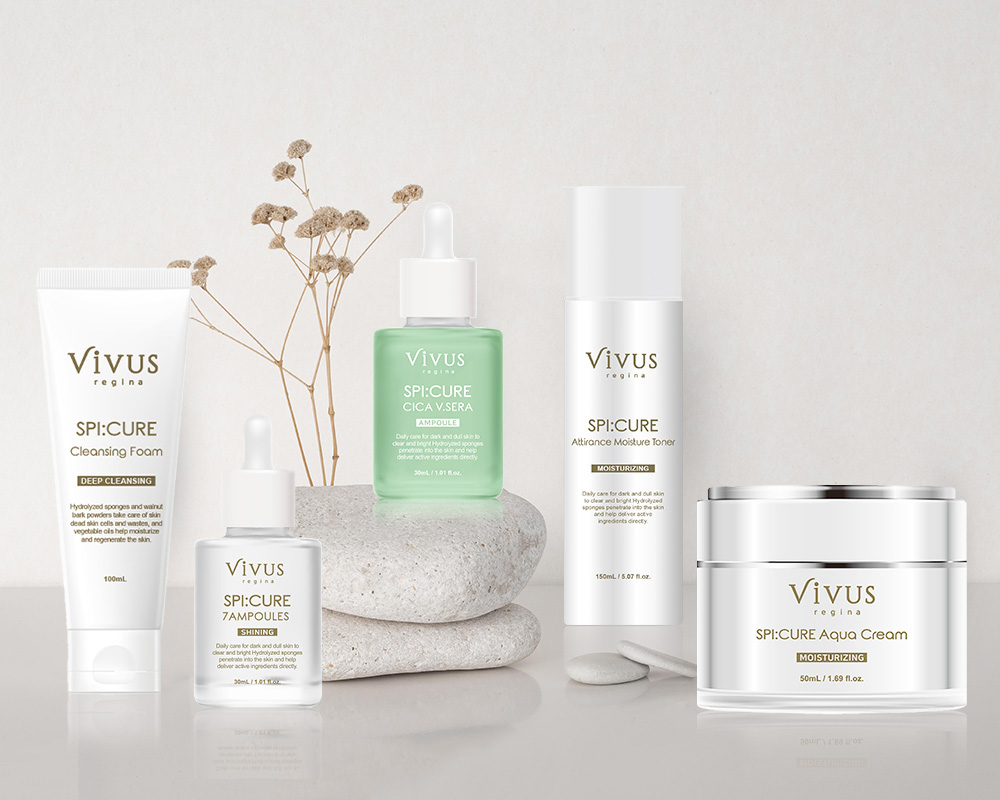 Vivus
regina
SPI:CURE
Cleansing Foam
DEEP CLEANSING
Hydrolyzed sponges and walnut
bark powders take care of skin
dead skin cells and wastes, and
vegetable oils help moisturize
and regenerate the skin.
100mL
Vivus
regina
SPI:CURE
7AMPOULES
SHINING
Daily care for dark and dull skin to
clear and bright Hydrolyzed sponges
penetrate into the skin and help
deliver active ingredients directly.
30mL / 1.01 fl.oz.
Vivus
regina
SPI:CURE
CICA V.SERA
AMPOULE
Daily care for dark and dull skin to
clear and bright Hydrolyzed sponges
penetrate into the skin and help
deliver active ingredients directly.
30mL / 1.01 fl.oz.
Vivus
regina
SPI:CURE
Attirance Moisture Toner
MOISTURIZING
Daily care for dark and dull skin
to clear and bright Hydrolyzed
sponges penetrate into the skin
and help deliver active
ingredients directly.
150mL / 5.07 fl.oz.
Vivus
regina
SPI:CURE Aqua Cream
MOISTURIZING
50mL / 1.69 fl.oz.